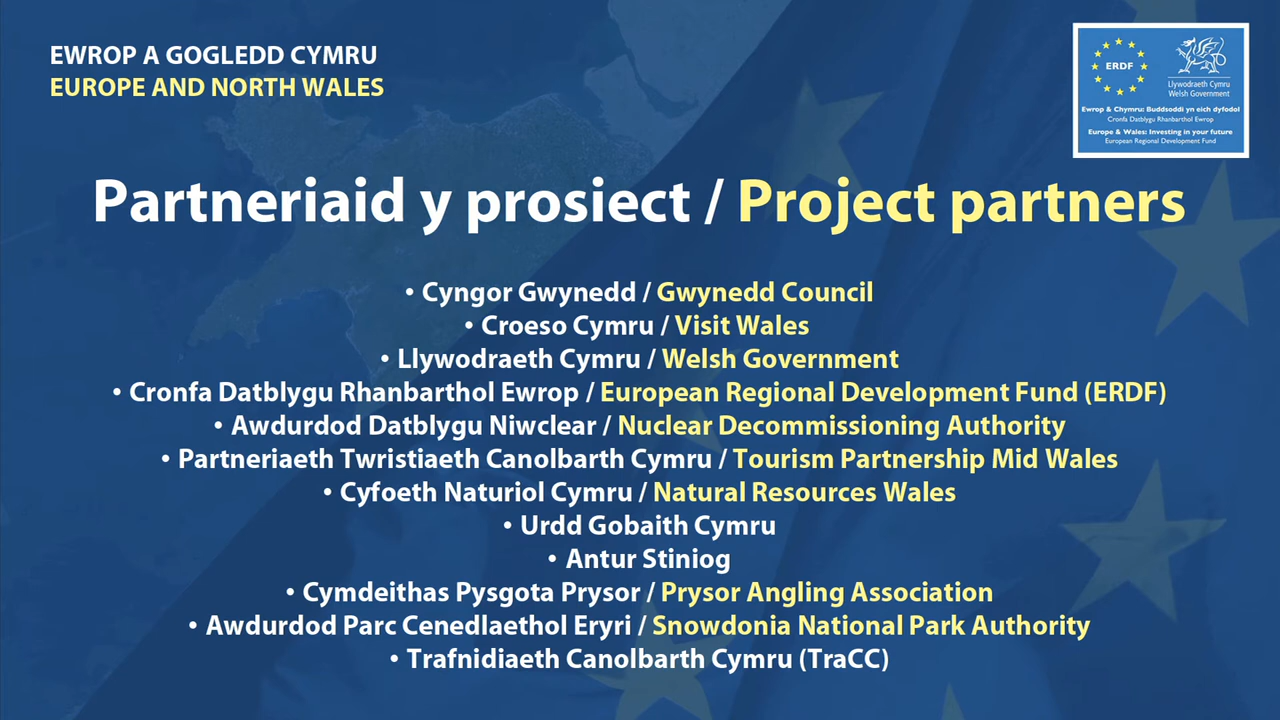 EWROP A GOGLEDD CYMRU
EUROPE AND NORTH WALES
ERDF
Llywodraeth Cymru
Welsh Government
Ewrop & Chymru: Buddsoddi yn eich dyfodol
Cronfa Datblygu Rhanbarthol Ewrop
Europe & Wales: Investing in your future
European Regional Development Fund
Partneriaid y prosiect / Project partners
• Cyngor Gwynedd / Gwynedd Council
• Croeso Cymru / Visit Wales
• Llywodraeth Cymru / Welsh Government
• Cronfa Datblygu Rhanbarthol Ewrop / European Regional Development Fund (ERDF)
• Awdurdod Datblygu Niwclear / Nuclear Decommissioning Authority
• Partneriaeth Twristiaeth Canolbarth Cymru / Tourism Partnership Mid Wales
• Cyfoeth Naturiol Cymru / Natural Resources Wales
• Urdd Gobaith Cymru
• Antur Stiniog
• Cymdeithas Pysgota Prysor / Prysor Angling Association
• Awdurdod Parc Cenedlaethol Eryri / Snowdonia National Park Authority
• Trafnidiaeth Canolbarth Cymru (TraCC)